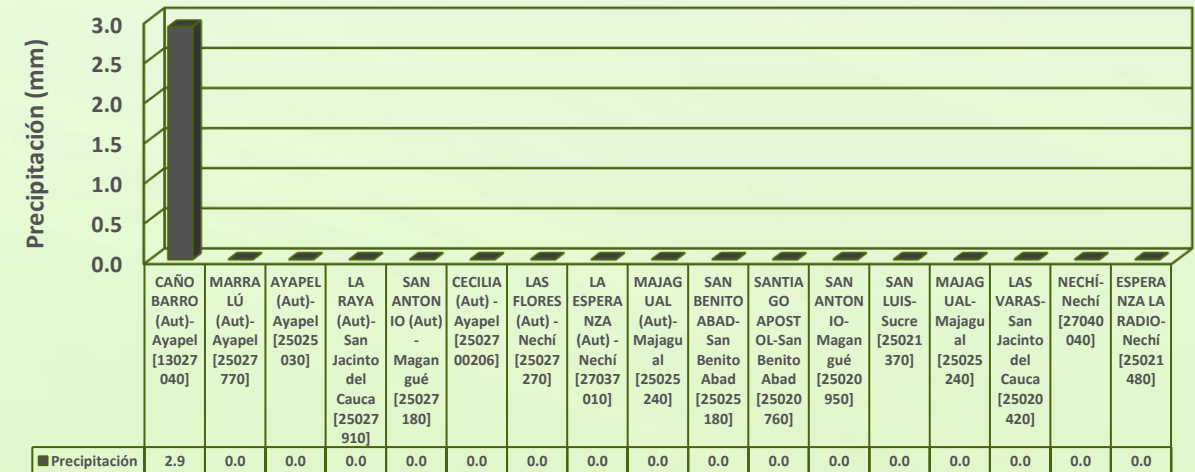 Precipitación (mm)
3.0
2.5
2.0
1.5
1.0
0.5
0.0
CAÑO
BARRO
(Aut)-
Ayapel
[13027
040]
MARRA
LÚ
(Aut)-
Ayapel
[25027
770]
AYAPEL
(Aut)-
Ayapel
[25025
030]
LA
RAYA
(Aut)-
San
Jacinto
del
Cauca
[25027
910]
SAN
ANTON
IO (Aut)
-
Magan
gué
[25027
180]
CECILIA
(Aut) -
Ayapel
[25027
00206]
LAS
FLORES
(Aut) -
Nechí
[25027
270]
LA
ESPERA
NZA
(Aut) -
Nechí
[27037
010]
MAJAG
UAL
(Aut)-
Majagu
al
[25025
240]
SAN
BENITO
ABAD-
San
Benito
Abad
[25025
180]
SANTIA
GO
APOST
OL-San
Benito
Abad
[25020
760]
SAN
ANTON
IO-
Magan
gué
[25020
950]
SAN
LUIS-
Sucre
[25021
370]
MAJAG
UAL-
Majagu
al
[25025
240]
LAS
VARAS-
San
Jacinto
del
Cauca
[25020
420]
NECHÍ-
Nechí
[27040
040]
ESPERA
NZA LA
RADIO-
Nechí
[25021
480]
Precipitación 2.9 0.0 0.0 0.0 0.0 0.0 0.0 0.0 0.0 0.0 0.0 0.0 0.0 0.0 0.0 0.0 0.0